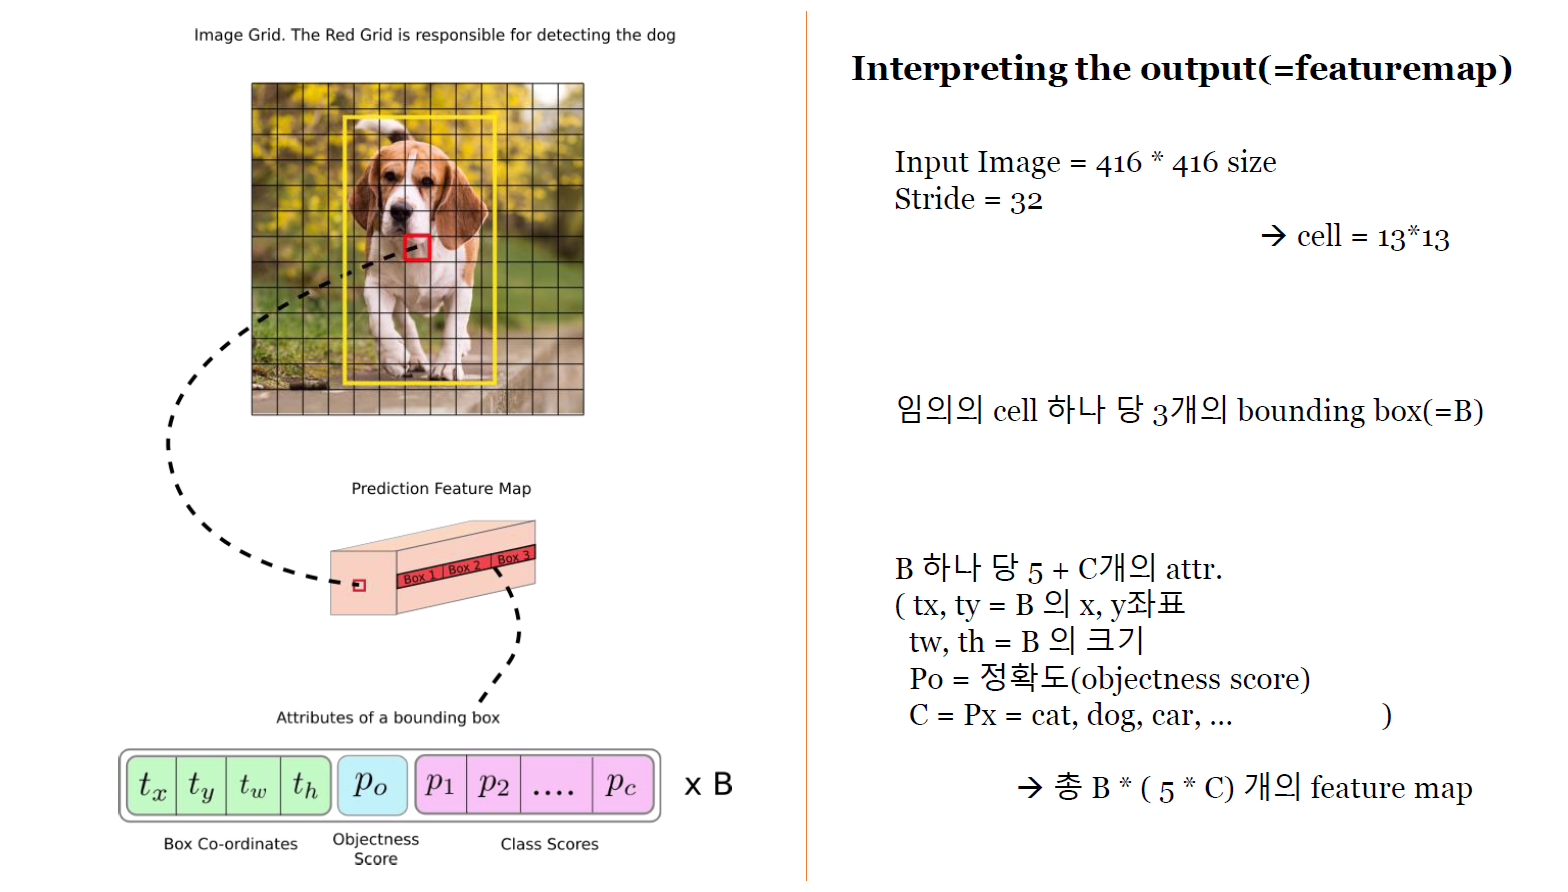 Image Grid. The Red Grid is responsible for detecting the dog
Prediction Feature Map
Box 1 Box 2 Box 3
Attributes of a bounding box
tx ty tw th po p1 p2 .... pc x B
Box Co-ordinates
Objectness
Score
Class Scores
Interpreting the output(=featuremap)
Input Image = 416 * 416 size
Stride = 32
→ cell = 13*13
임의의 cell 하나 당 3개의 bounding box(=B)
B 하나 당 5 + C개의 attr.
( tx, ty = B 의 x, y좌표
tw, th = B 의 크기
Po = 정확도(objectness score)
C = Px = cat, dog, car, ... )
→ 총 B * ( 5 * C) 개의 feature map